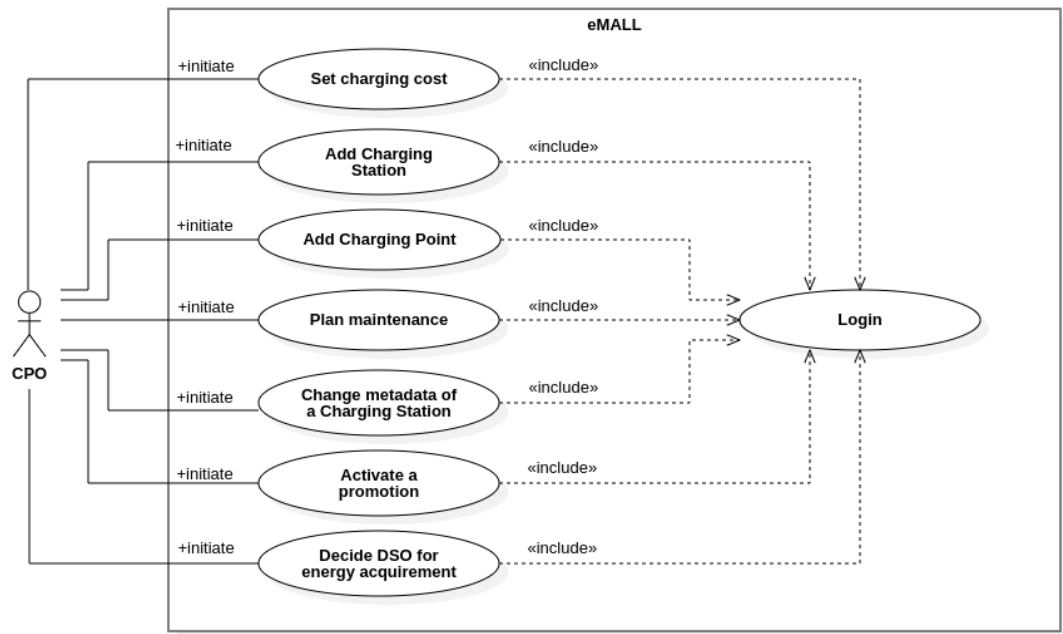 eMALL
+initiate
Set charging cost
«include»
+initiate
Add Charging
Station
«include»
+initiate
Add Charging Point
«include»
+initiate
Plan maintenance
«include»
Login
CPO
+initiate
Change metadata of
a Charging Station
«include»
+initiate
Activate a
promotion
«include»
+initiate
Decide DSO for
energy acquirement
«include»